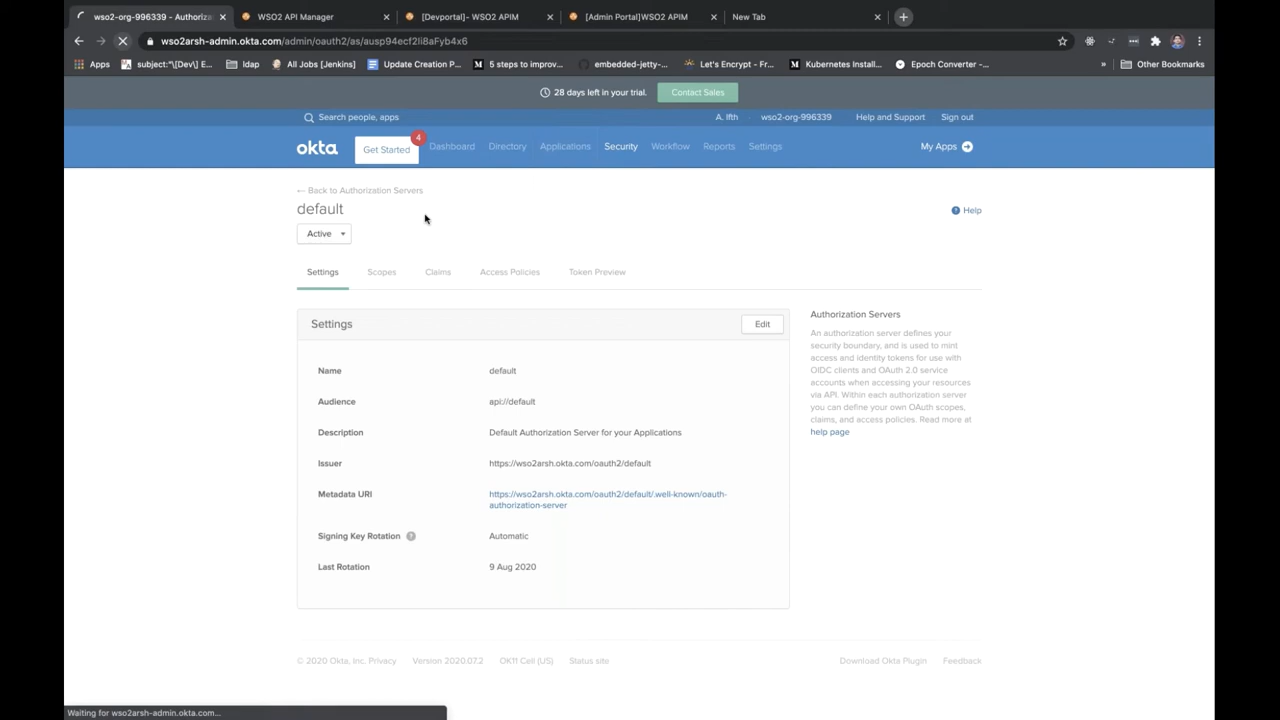 wso2-org-996339 - Authoriza
WSO2 API Manager
[Devportal]- WSO2 APIM
[Admin Portal]WSO2 APIM
New Tab
wso2arsh-admin.okta.com/admin/oauth2/as/ausp94ecf2Ii8aFyb4x6
Apps
subject:"\[Dev\] E...
ldap
All Jobs [Jenkins]
Update Creation P...
5 steps to improv...
embedded-jetty-...
Let's Encrypt - Fr...
Kubernetes Install...
Epoch Converter -...
»
Other Bookmarks
28 days left in your trial.
Contact Sales
Search people, apps
A. Ifth
wso2-org-996339
Help and Support
Sign out
okta
Get Started
4
Dashboard
Directory
Applications
Security
Workflow
Reports
Settings
My Apps
← Back to Authorization Servers
default
Help
Active
Settings
Scopes
Claims
Access Policies
Token Preview
Settings
Edit
Name
default
Audience
api://default
Description
Default Authorization Server for your Applications
Issuer
https://wso2arsh.okta.com/oauth2/default
Metadata URI
https://wso2arsh.okta.com/oauth2/default/.well-known/oauth-
authorization-server
Signing Key Rotation
Automatic
Last Rotation
9 Aug 2020
Authorization Servers
An authorization server defines your
security boundary, and is used to mint
access and identity tokens for use with
OIDC clients and OAuth 2.0 service
accounts when accessing your resources
via API. Within each authorization server
you can define your own OAuth scopes,
claims, and access policies. Read more at
help page
© 2020 Okta, Inc. Privacy
Version 2020.07.2
OK11 Cell (US)
Status site
Download Okta Plugin
Feedback
Waiting for wso2arsh-admin.okta.com...